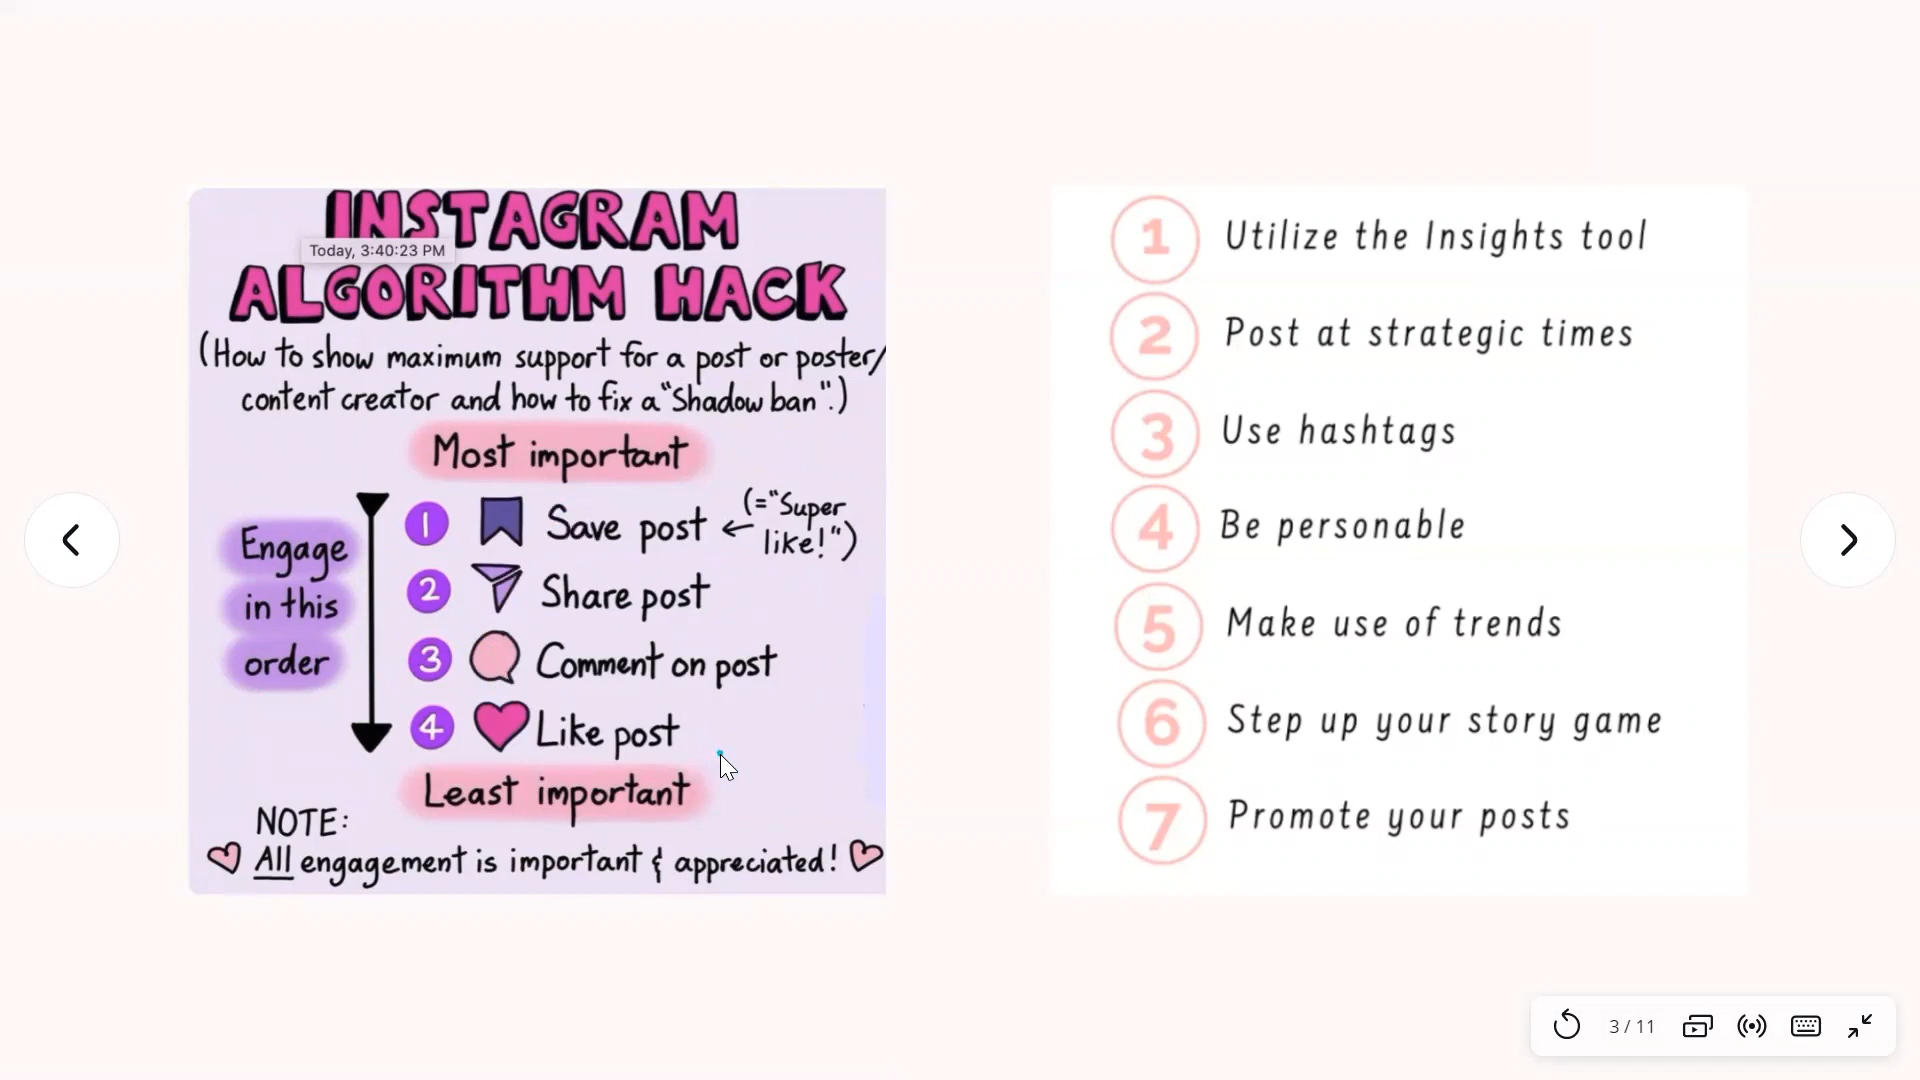 INSTAGRAM
Today, 3:40:23 PM
ALGORITHM HACK
(How to show maximum support for a post or poster/
content creator and how to fix a "Shadow ban".)
Most important
Engage
in this
order
1 Save post ← (="Super
like!")
2 Share post
3 Comment on post
4 Like post
Least important
NOTE:
All engagement is important & appreciated!
1 Utilize the Insights tool
2 Post at strategic times
3 Use hashtags
4 Be personable
5 Make use of trends
6 Step up your story game
7 Promote your posts
3 / 11